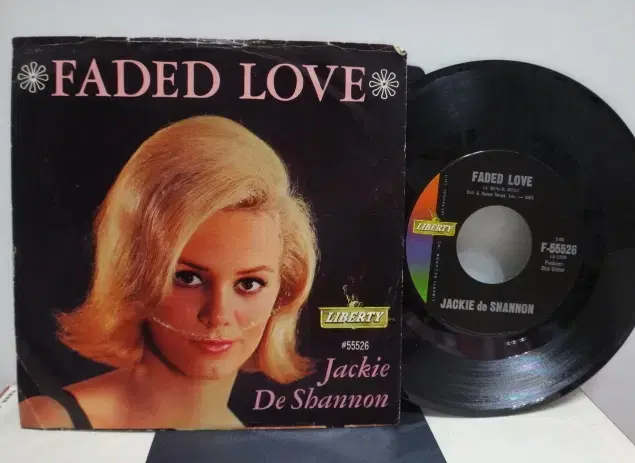 FADED LOVE
LIBERTY
#55526
Jackie
De Shannon
FADED LOVE
LIBERTY
F-55526
JACKIE de SHANNON